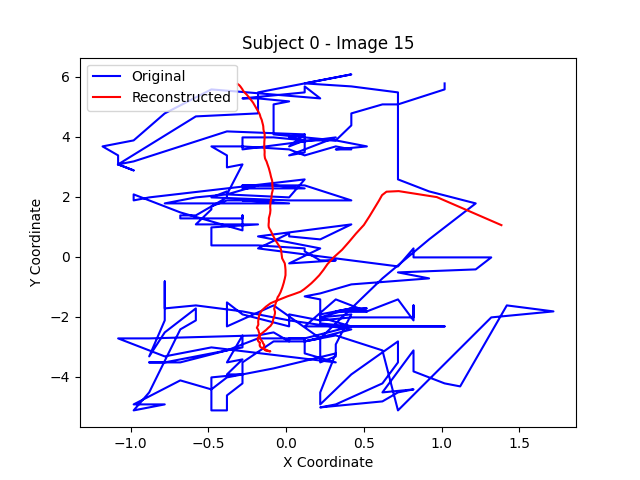 Subject 0 - Image 15
Original
Reconstructed
Y Coordinate
6
4
2
0
−2
−4
−1.0 −0.5 0.0 0.5 1.0 1.5
X Coordinate